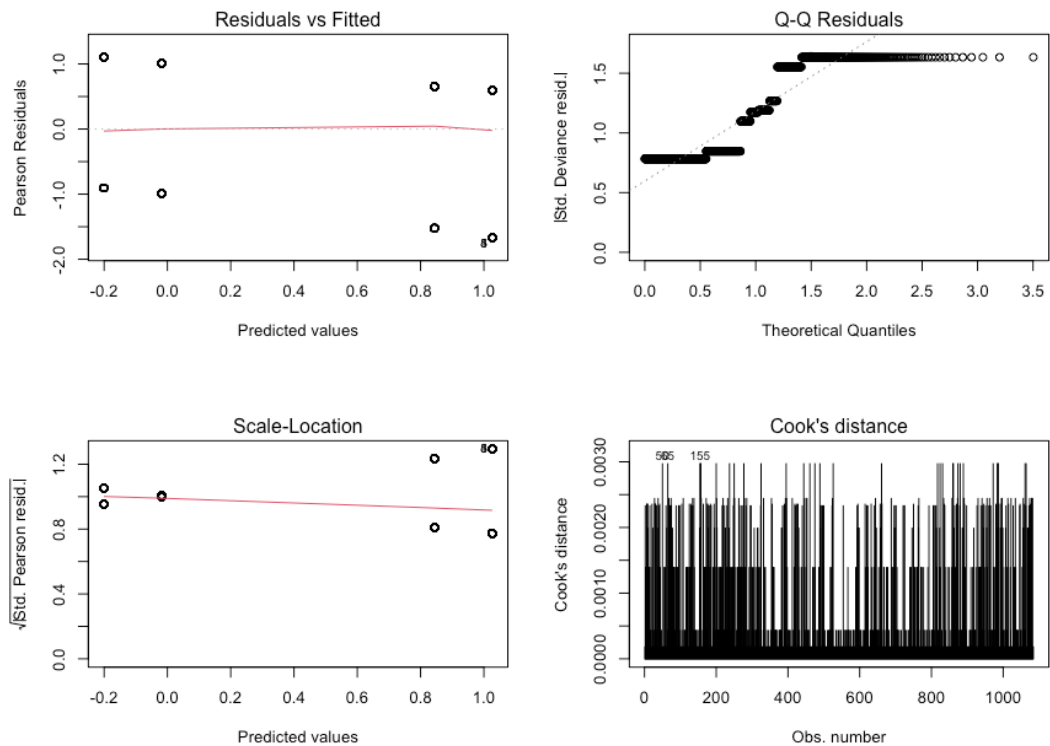 Residuals vs Fitted
Pearson Residuals
1.0
0.0
-1.0
-2.0
-0.2 0.0 0.2 0.4 0.6 0.8 1.0
Predicted values
Q-Q Residuals
|Std. Deviance resid.|
1.5
1.0
0.5
0.0
0.0 0.5 1.0 1.5 2.0 2.5 3.0 3.5
Theoretical Quantiles
Scale-Location
√|Std. Pearson resid.|
1.2
0.8
0.4
0.0
-0.2 0.0 0.2 0.4 0.6 0.8 1.0
Predicted values
Cook's distance
Cook's distance
0.0030
0.0020
0.0010
0.0000
155
0 200 400 600 800 1000
Obs. number